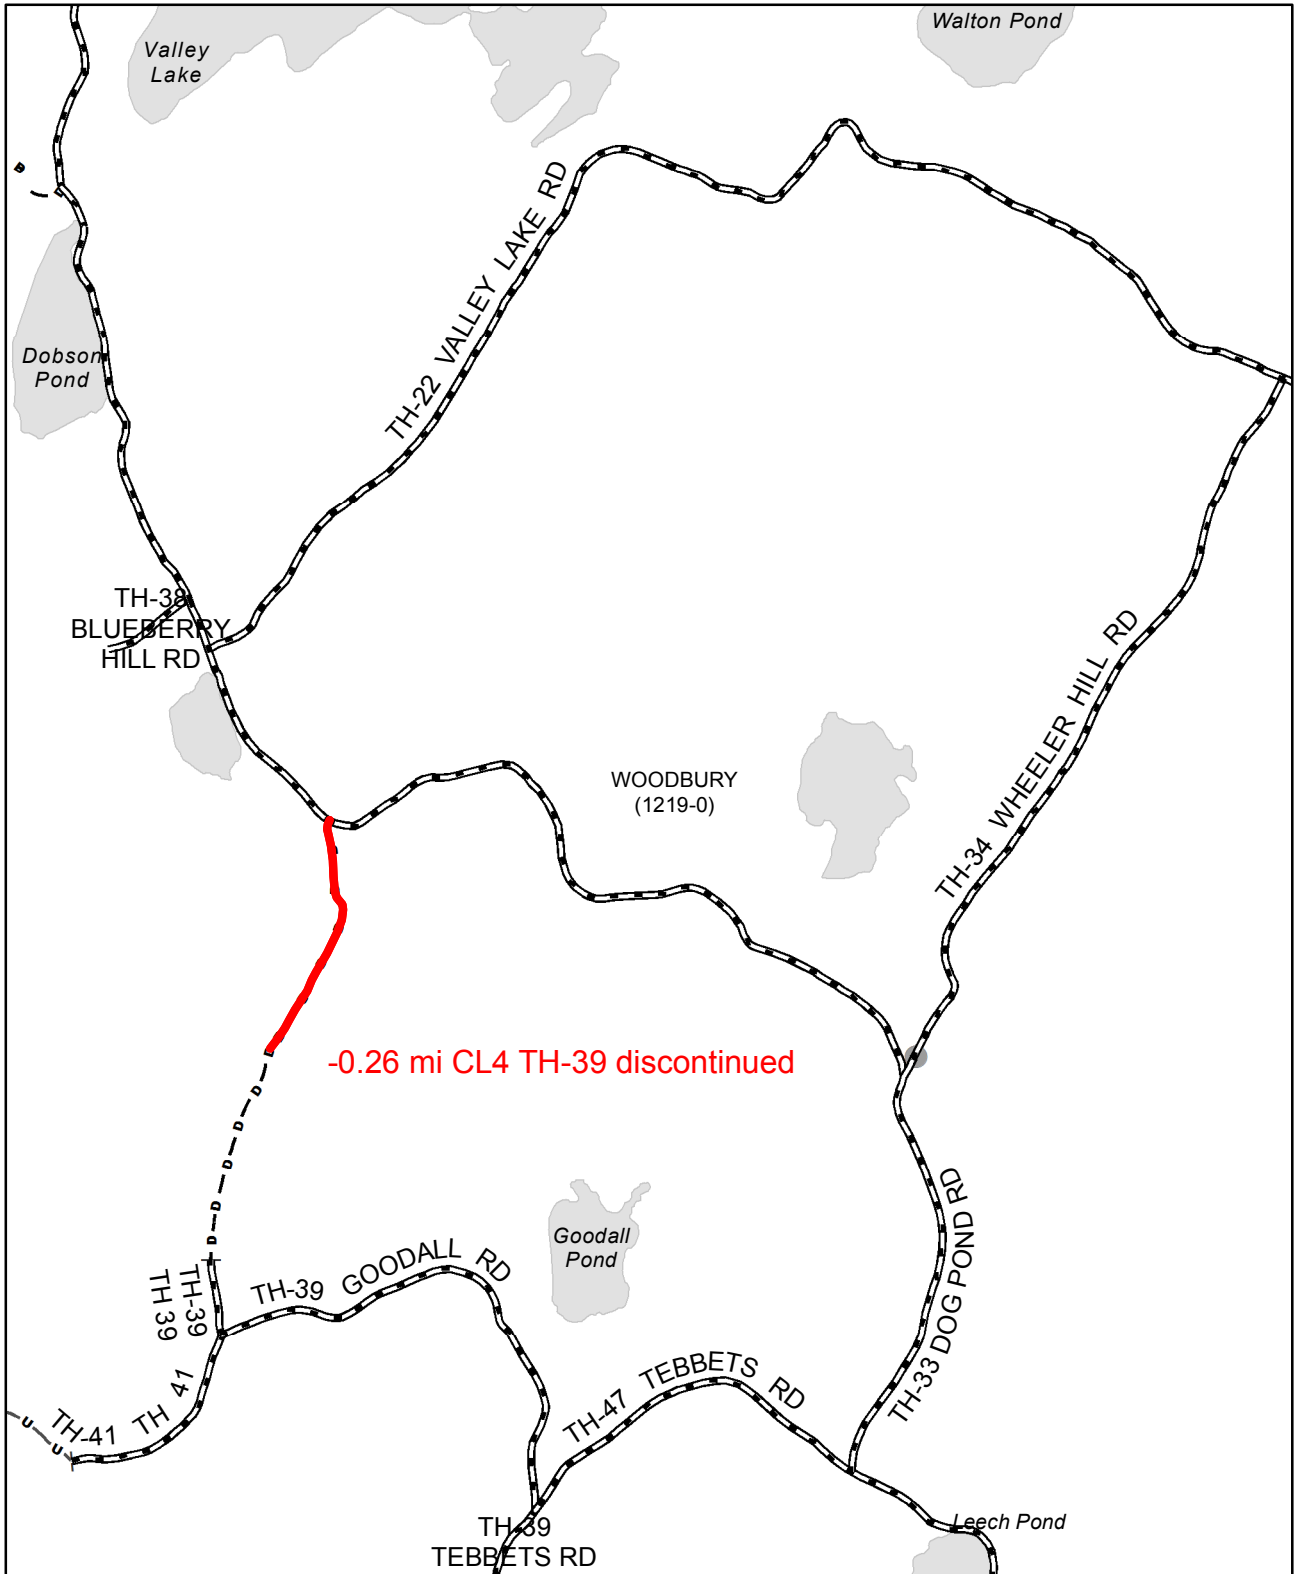 Walton Pond
Valley
Lake
B
TH-22 VALLEY LAKE RD
Dobson
Pond
TH-38
BLUEBERRY
HILL RD
TH-34 WHEELER HILL RD
WOODBURY
(1219-0)
-0.26 mi CL4 TH-39 discontinued
D
D
D
D
D
TH-33 DOG POND RD
Goodall
Pond
TH-39 GOODALL RD
TH-39
TH 39
TH-47 TEBBETS RD
TH-41 TH 41
U
U
TH-39
TEBBETS RD
Leech Pond